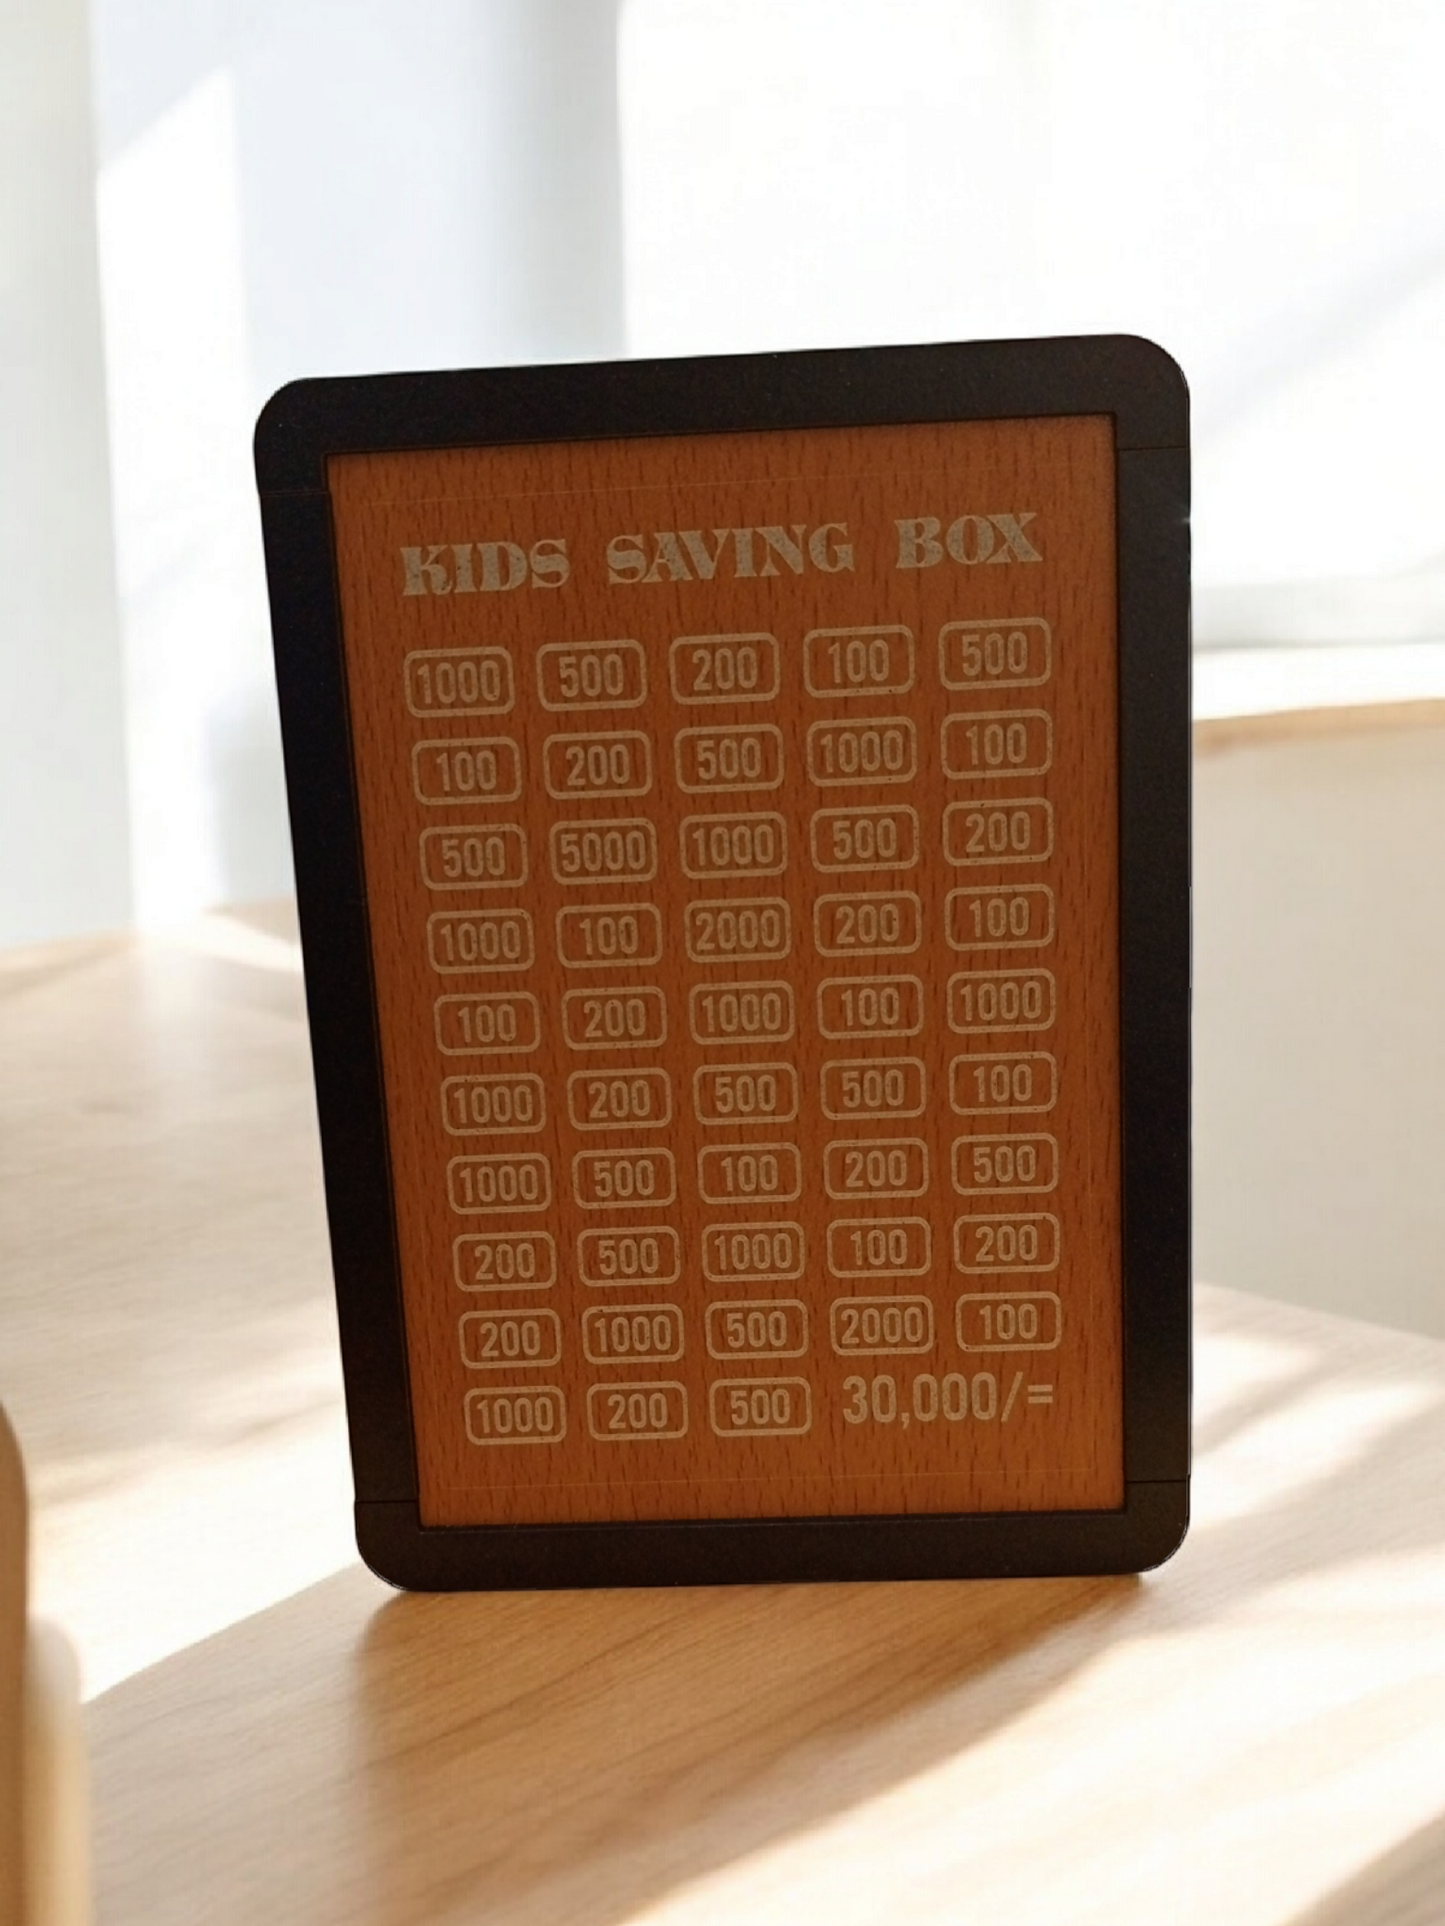 KIDS SAVING BOX
1000 500 200 100 500
100 200 500 1000 100
500 5000 1000 500 200
1000 100 2000 200 100
100 200 1000 100 1000
1000 200 500 500 100
1000 500 100 200 500
200 500 1000 100 200
200 1000 500 2000 100
1000 200 500 30,000/=